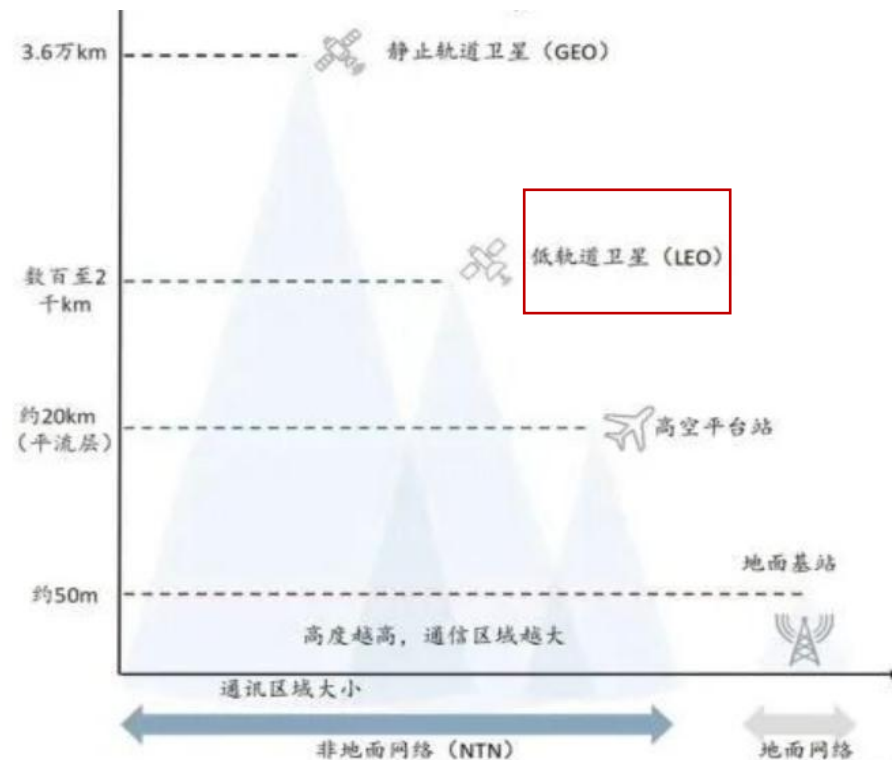 3.6万km
静止轨道卫星（GEO）
低轨道卫星（LEO）
数百至2
千km
约20km
（平流层）
高空平台站
地面基站
约50m
高度越高，通信区域越大
通讯区域大小
非地面网络（NTN）
地面网络